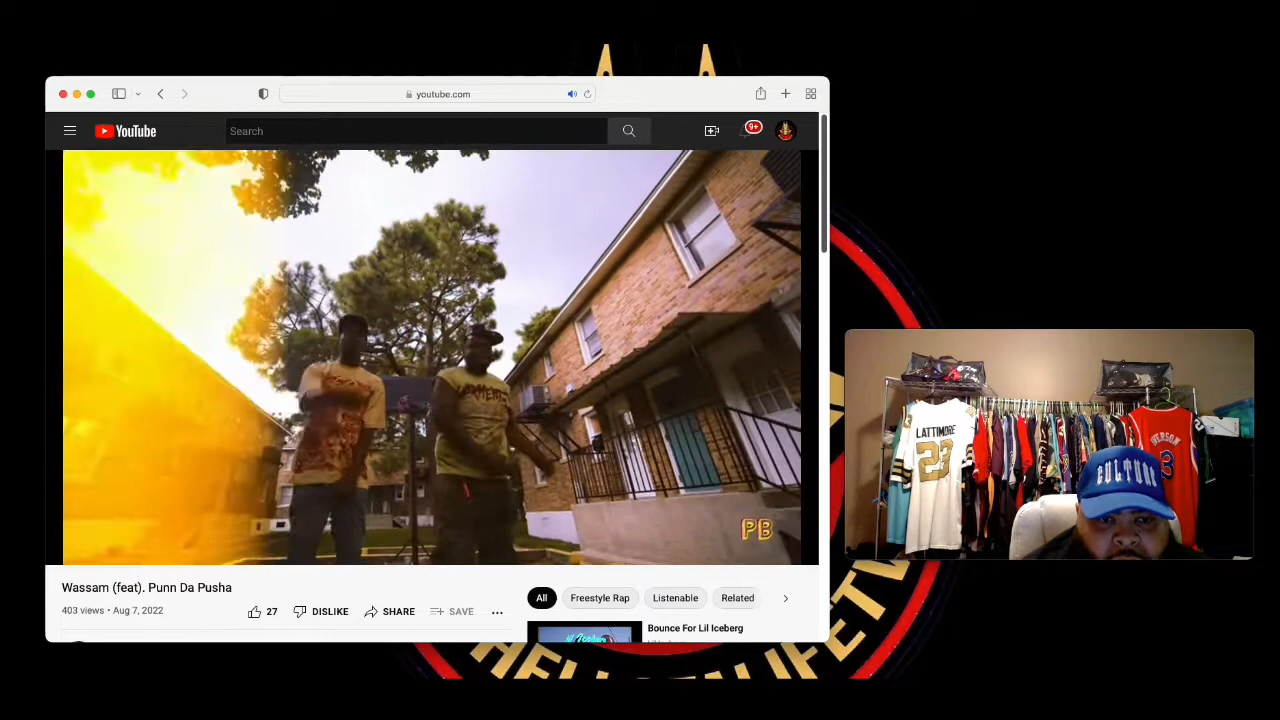 youtube.com
YouTube
Search
9+
PB
Wassam (feat). Punn Da Pusha
403 views • Aug 7, 2022
27
DISLIKE
SHARE
SAVE
All
Freestyle Rap
Listenable
Related
Bounce For Lil Iceberg
LATTIMORE
23
IVERSON
3
CULTURE